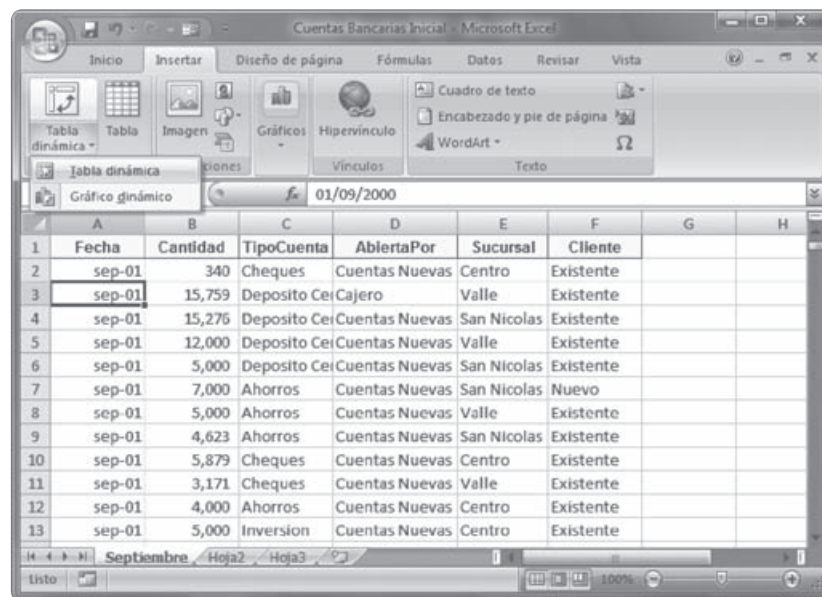 Cuentas Bancarias Inicial - Microsoft Excel
Inicio Insertar Diseño de página Fórmulas Datos Revisar Vista
Tabla dinámica
Tabla
Imagen
Gráficos
Hipervínculo
Cuadro de texto
Encabezado y pie de página
WordArt
Ω
ciones Vínculos Texto
Tabla dinámica
Gráfico dinámico
fx 01/09/2000
A B C D E F G H
1 Fecha Cantidad TipoCuenta AbiertaPor Sucursal Cliente
2 sep-01 340 Cheques Cuentas Nuevas Centro Existente
3 sep-01 15,759 Deposito Cer Cajero Valle Existente
4 sep-01 15,276 Deposito Cer Cuentas Nuevas San Nicolas Existente
5 sep-01 12,000 Deposito Cer Cuentas Nuevas Valle Existente
6 sep-01 5,000 Deposito Cer Cuentas Nuevas San Nicolas Existente
7 sep-01 7,000 Ahorros Cuentas Nuevas San Nicolas Nuevo
8 sep-01 5,000 Ahorros Cuentas Nuevas Valle Existente
9 sep-01 4,623 Ahorros Cuentas Nuevas San Nicolas Existente
10 sep-01 5,879 Cheques Cuentas Nuevas Centro Existente
11 sep-01 3,171 Cheques Cuentas Nuevas Valle Existente
12 sep-01 4,000 Ahorros Cuentas Nuevas Centro Existente
13 sep-01 5,000 Inversion Cuentas Nuevas Centro Existente
Septiembre Hoja2 Hoja3
Listo 100%